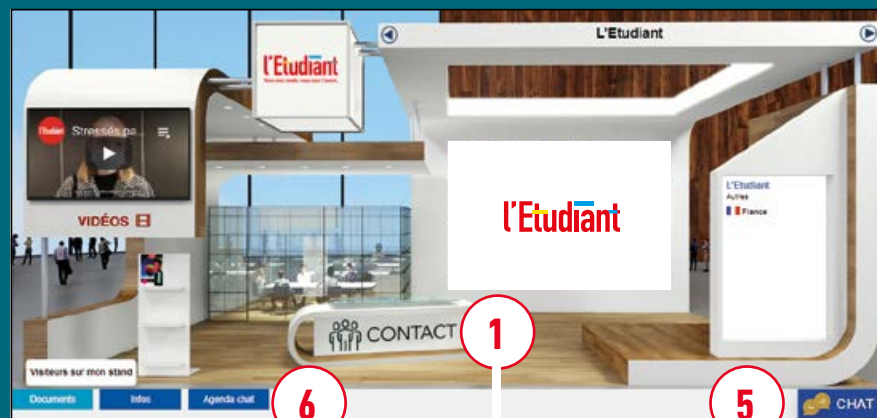 L'Etudiant
l'Etudiant
Stressés pa...
VIDÉOS
l'Etudiant
L'Etudiant
Autres
France
CONTACT
1
Visiteurs sur mon stand
Documents
Infos
Agenda chat
6
5
CHAT